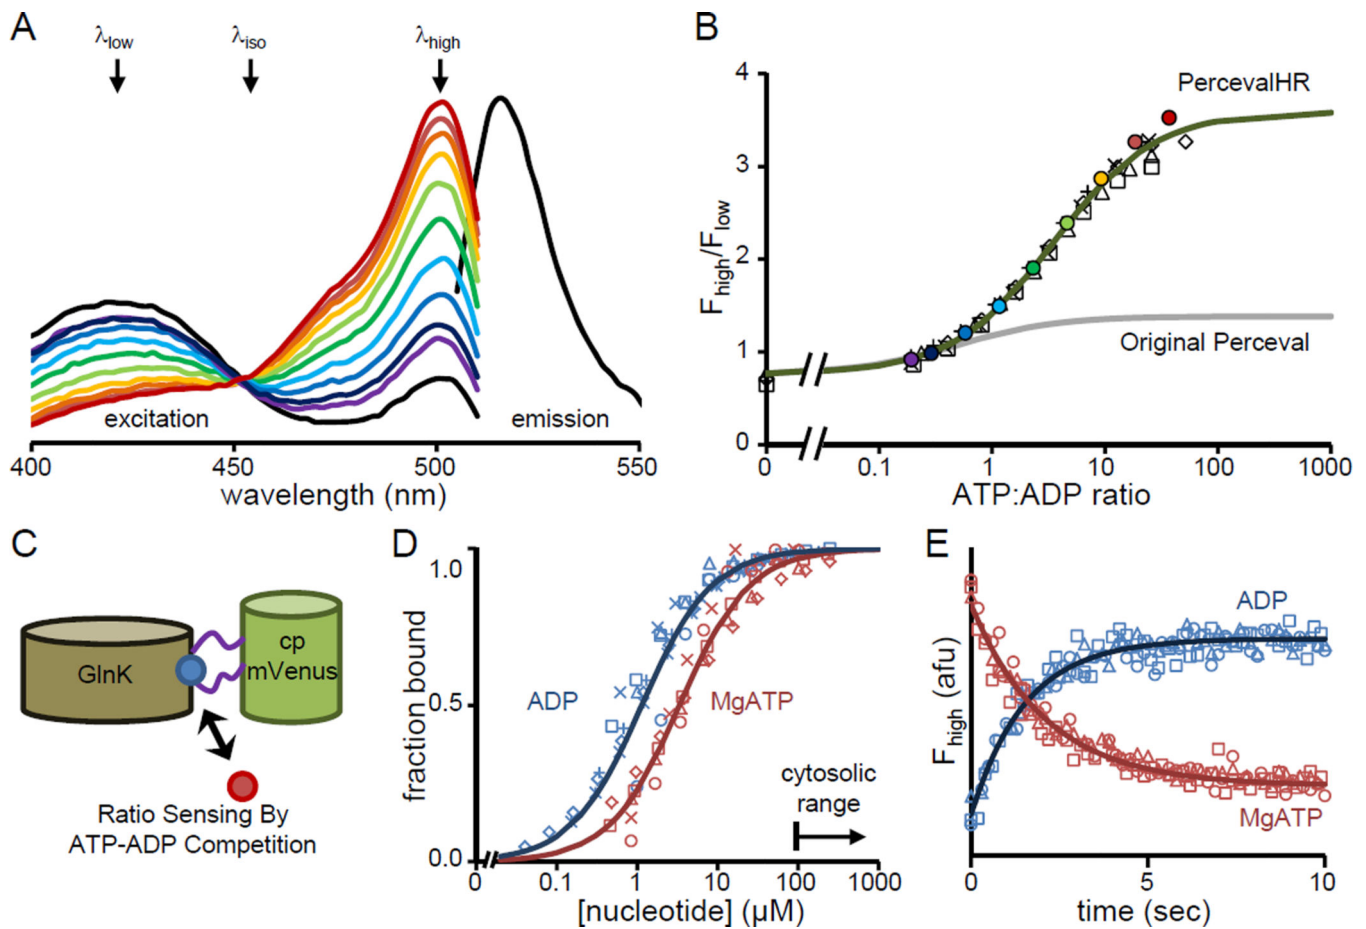 A
λlow
λiso
λhigh
excitation
emission
400
450
500
550
wavelength (nm)
B
4
3
2
1
0
Fhigh/Flow
PercevalHR
Original Perceval
0
0.1
1
10
100
1000
ATP:ADP ratio
C
GlnK
cp
mVenus
Ratio Sensing By
ATP-ADP Competition
D
1.0
0.5
0.0
fraction bound
ADP
MgATP
cytosolic
range
0
0.1
1
10
100
1000
[nucleotide] (µM)
E
Fhigh (afu)
ADP
MgATP
0
5
10
time (sec)